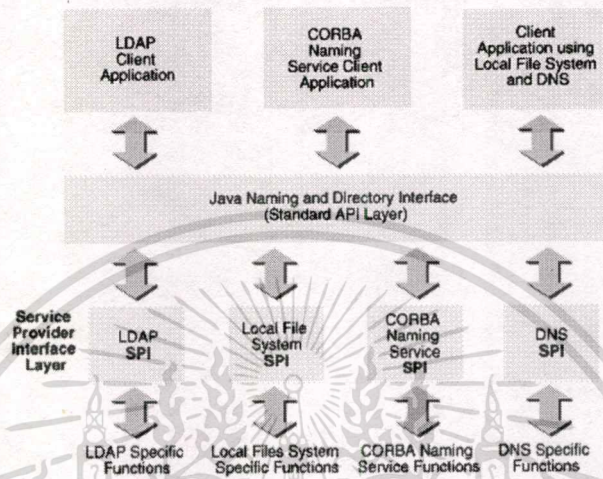 LDAP
Client
Application
CORBA
Naming
Service Client
Application
Client
Application using
Local File System
and DNS
Java Naming and Directory Interface
(Standard API Layer)
Service
Provider
Interface
Layer
LDAP
SPI
Local File
System
SPI
CORBA
Naming
Service
SPI
DNS
SPI
LDAP Specific
Functions
Local Files System
Specific Functions
CORBA Naming
Service Functions
DNS Specific
Functions